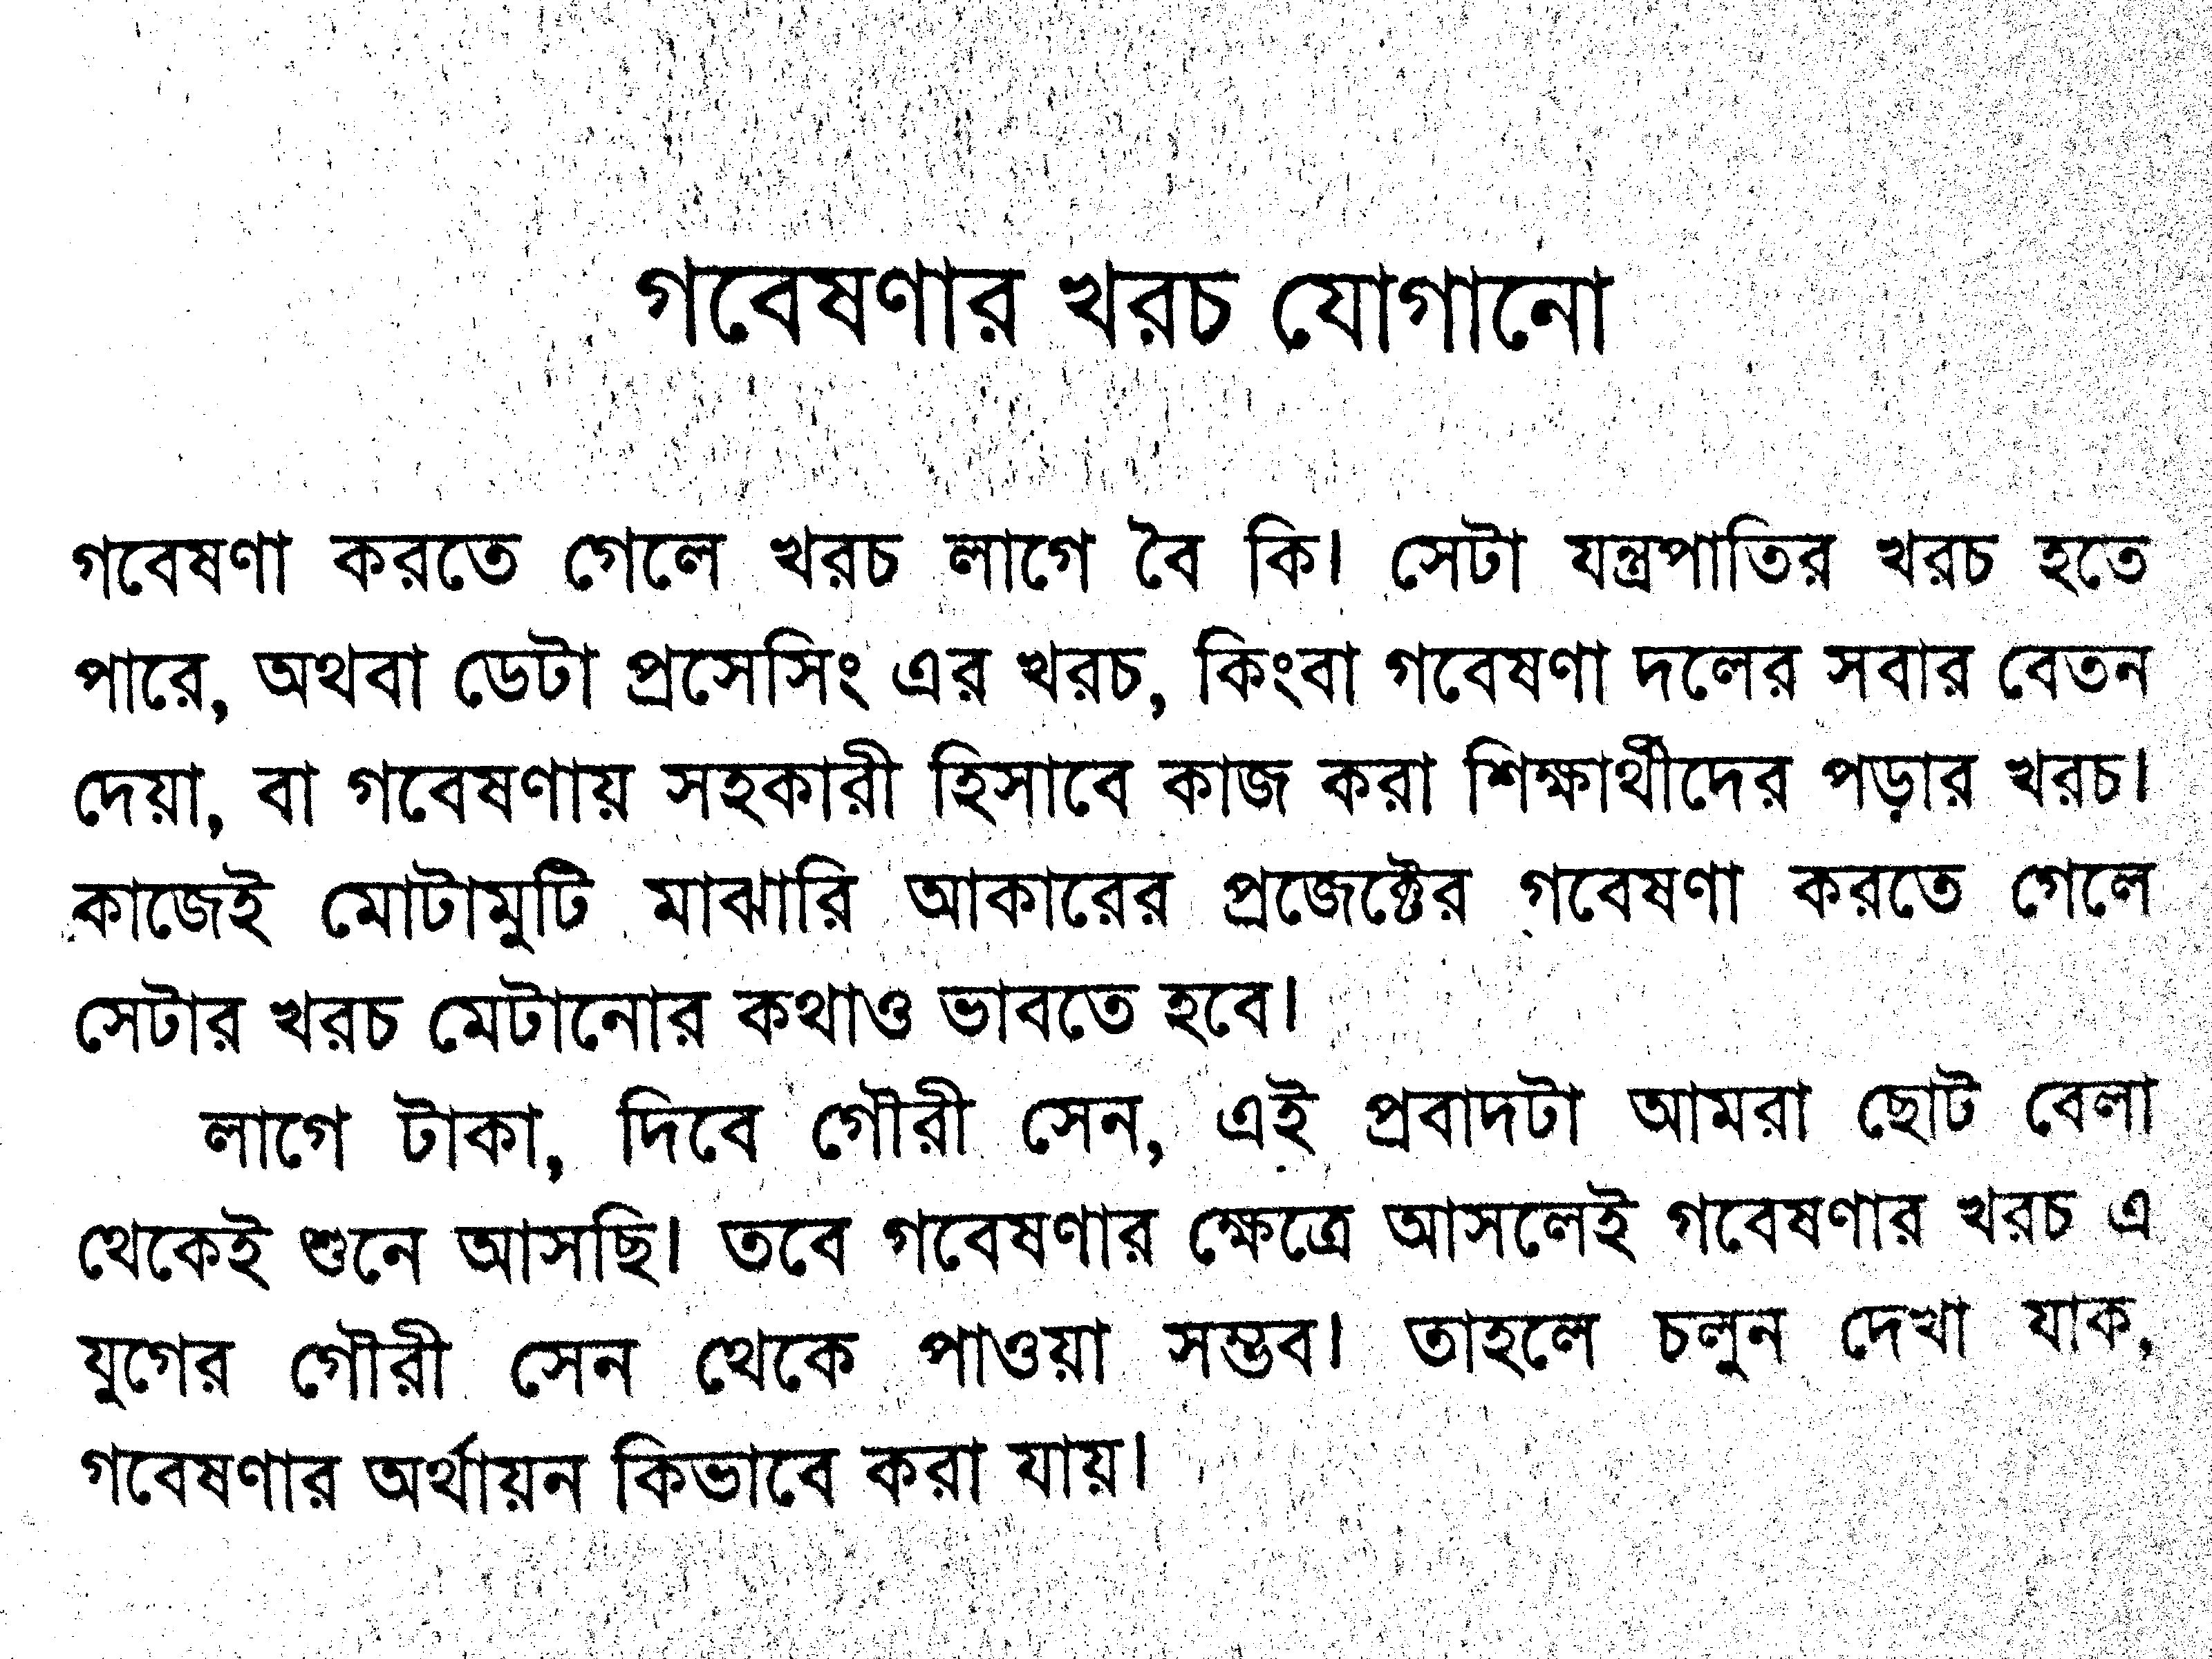 গবেষণার খরচ যোগানো
গবেষণা করতে গেলে খরচ লাগে বৈ কি। সেটা যন্ত্রপাতির খরচ হতে
পারে, অথবা ডেটা প্রসেসিং এর খরচ, কিংবা গবেষণা দলের সবার বেতন
দেয়া, বা গবেষণায় সহকারী হিসাবে কাজ করা শিক্ষার্থীদের পড়ার খরচ।
কাজেই মোটামুটি মাঝারি আকারের প্রজেক্টের গবেষণা করতে গেলে
সেটার খরচ মেটানোর কথাও ভাবতে হবে।
লাগে টাকা, দিবে গৌরী সেন, এই প্রবাদটা আমরা ছোট বেলা
থেকেই শুনে আসছি। তবে গবেষণার ক্ষেত্রে আসলেই গবেষণার খরচ এ
যুগের গৌরী সেন থেকে পাওয়া সম্ভব। তাহলে চলুন দেখা যাক,
গবেষণার অর্থায়ন কিভাবে করা যায়।